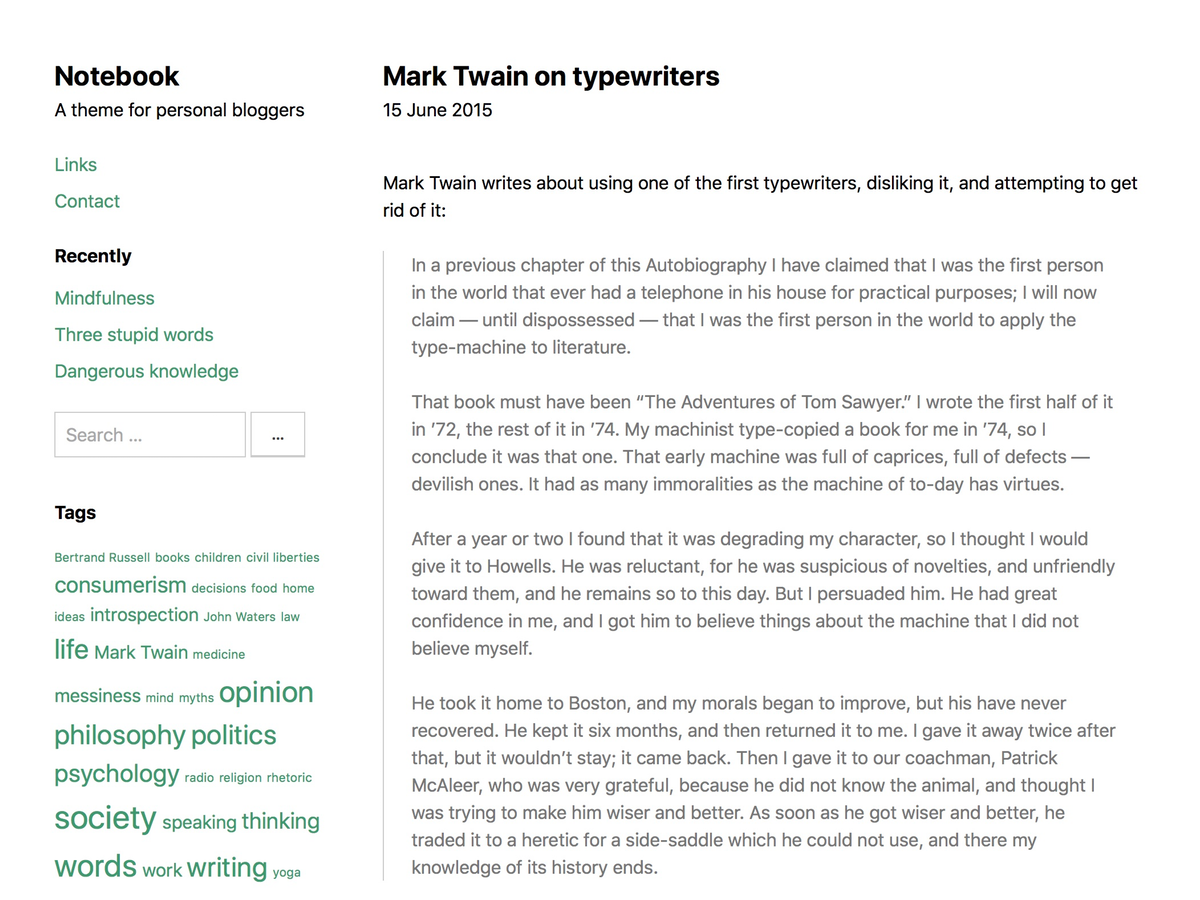 Notebook
A theme for personal bloggers
Links
Contact
Recently
Mindfulness
Three stupid words
Dangerous knowledge
Search ...
...
Tags
Bertrand Russell books children civil liberties
consumerism decisions food home
ideas introspection John Waters law
life Mark Twain medicine
messiness mind myths opinion
philosophy politics
psychology radio religion rhetoric
society speaking thinking
words work writing yoga
Mark Twain on typewriters
15 June 2015
Mark Twain writes about using one of the first typewriters, disliking it, and attempting to get
rid of it:
In a previous chapter of this Autobiography I have claimed that I was the first person
in the world that ever had a telephone in his house for practical purposes; I will now
claim — until dispossessed — that I was the first person in the world to apply the
type-machine to literature.
That book must have been “The Adventures of Tom Sawyer.” I wrote the first half of it
in ’72, the rest of it in ’74. My machinist type-copied a book for me in ’74, so I
conclude it was that one. That early machine was full of caprices, full of defects —
devilish ones. It had as many immoralities as the machine of to-day has virtues.
After a year or two I found that it was degrading my character, so I thought I would
give it to Howells. He was reluctant, for he was suspicious of novelties, and unfriendly
toward them, and he remains so to this day. But I persuaded him. He had great
confidence in me, and I got him to believe things about the machine that I did not
believe myself.
He took it home to Boston, and my morals began to improve, but his have never
recovered. He kept it six months, and then returned it to me. I gave it away twice after
that, but it wouldn’t stay; it came back. Then I gave it to our coachman, Patrick
McAleer, who was very grateful, because he did not know the animal, and thought I
was trying to make him wiser and better. As soon as he got wiser and better, he
traded it to a heretic for a side-saddle which he could not use, and there my
knowledge of its history ends.